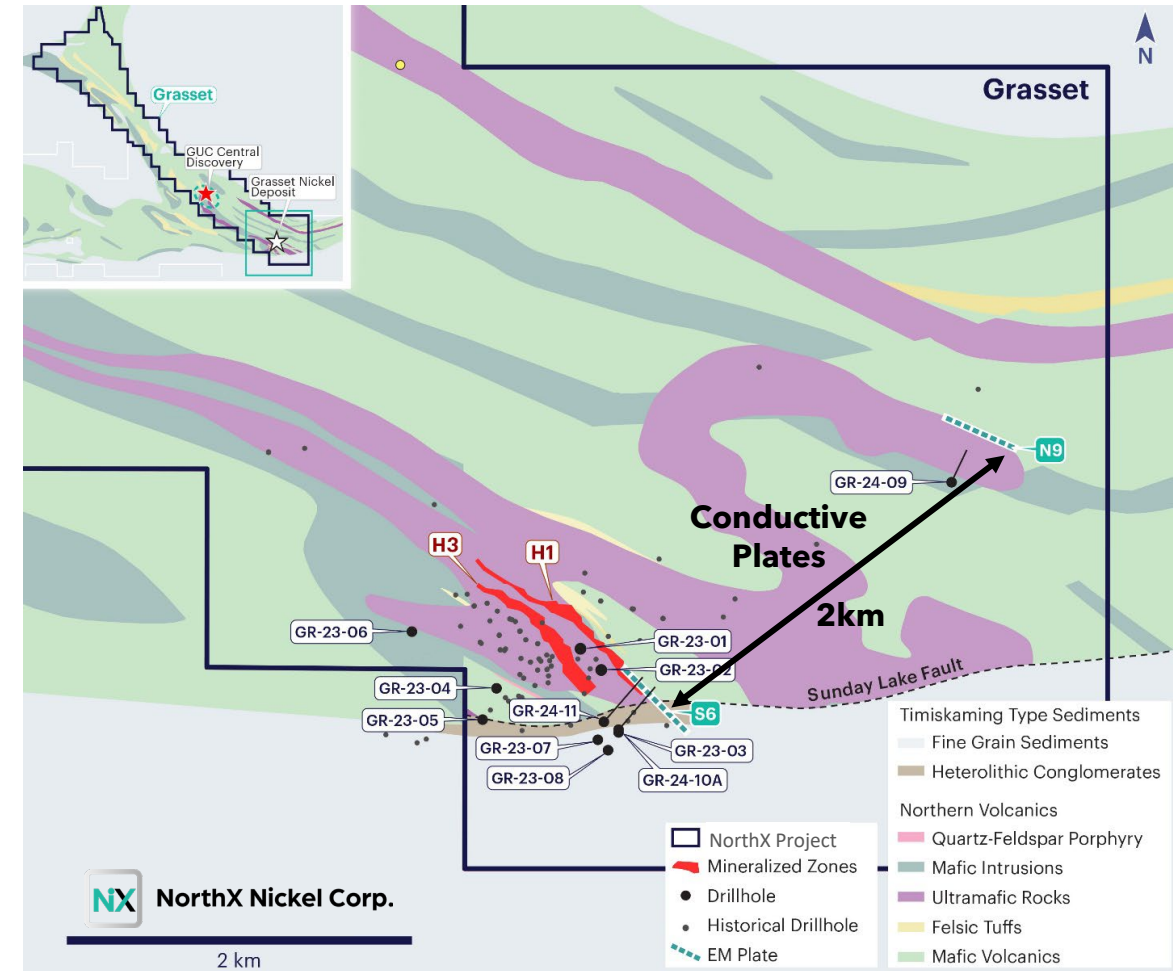 Grasset
GUC Central
Discovery
Grasset Nickel
Deposit
N
Grasset
N9
GR-24-09
Conductive
Plates
2km
H3
H1
GR-23-06
GR-23-01
GR-23-02
GR-23-04
GR-23-05
GR-24-11
S6
GR-23-07
GR-23-03
GR-23-08
GR-24-10A
Sunday Lake Fault
Timiskaming Type Sediments
Fine Grain Sediments
Heterolithic Conglomerates
Northern Volcanics
Quartz-Feldspar Porphyry
Mafic Intrusions
Ultramafic Rocks
Felsic Tuffs
Mafic Volcanics
NorthX Project
Mineralized Zones
Drillhole
Historical Drillhole
EM Plate
NX NorthX Nickel Corp.
2 km